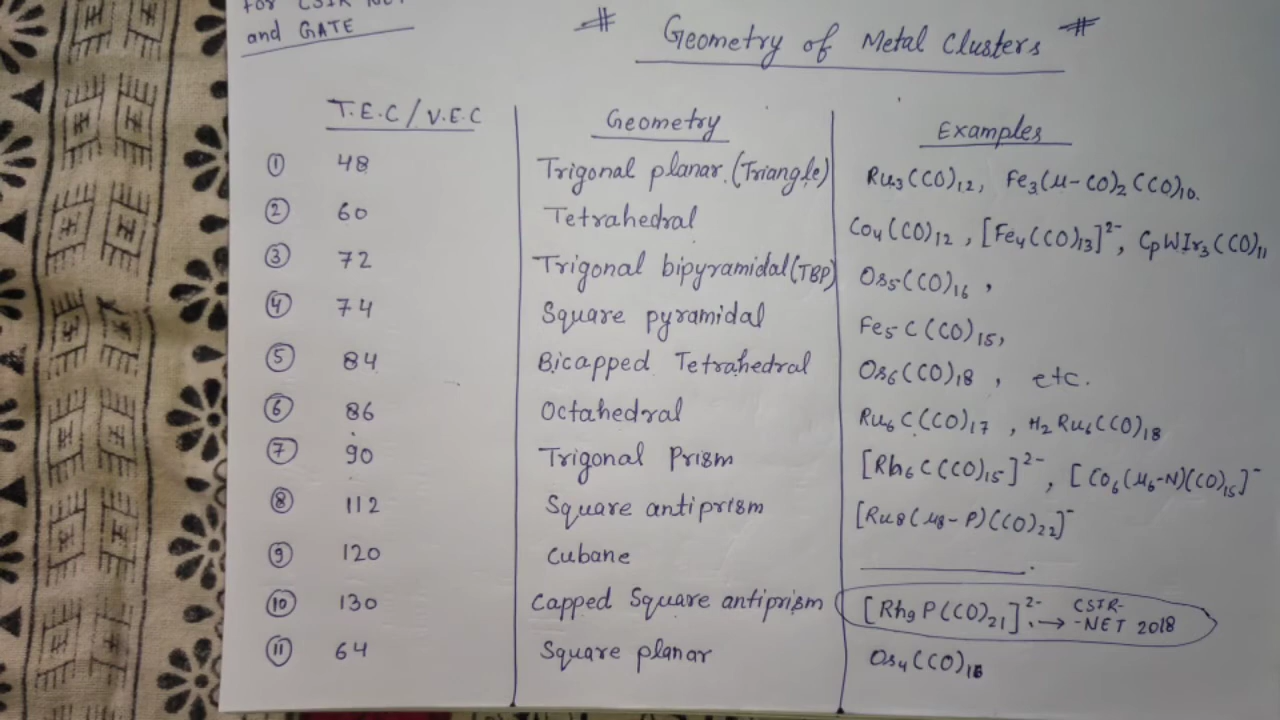 For CSIR NET
and GATE
# Geometry of Metal Clusters #
T.E.C / V.E.C Geometry Examples
① 48 Trigonal planar (Triangle) Ru₃(CO)₁₂, Fe₃(μ-CO)₂(CO)₁₀.
② 60 Tetrahedral Co₄(CO)₁₂, [Fe₄(CO)₁₃]²⁻, CpWIr₃(CO)₁₁
③ 72 Trigonal bipyramidal (TBP) Os₅(CO)₁₆,
④ 74 Square pyramidal Fe₅C(CO)₁₅,
⑤ 84 Bicapped Tetrahedral Os₆(CO)₁₈, etc.
⑥ 86 Octahedral Ru₆C(CO)₁₇, H₂Ru₆(CO)₁₈
⑦ 90 Trigonal Prism [Rh₆C(CO)₁₅]²⁻, [Co₆(μ₆-N)(CO)₁₅]⁻
⑧ 112 Square antiprism [Ru₈(μ₈-P)(CO)₂₂]⁻
⑨ 120 Cubane
⑩ 130 Capped Square antiprism [Rh₉P(CO)₂₁]²⁻. → CSIR-
-NET 2018
⑪ 64 Square planar Os₄(CO)₁₆